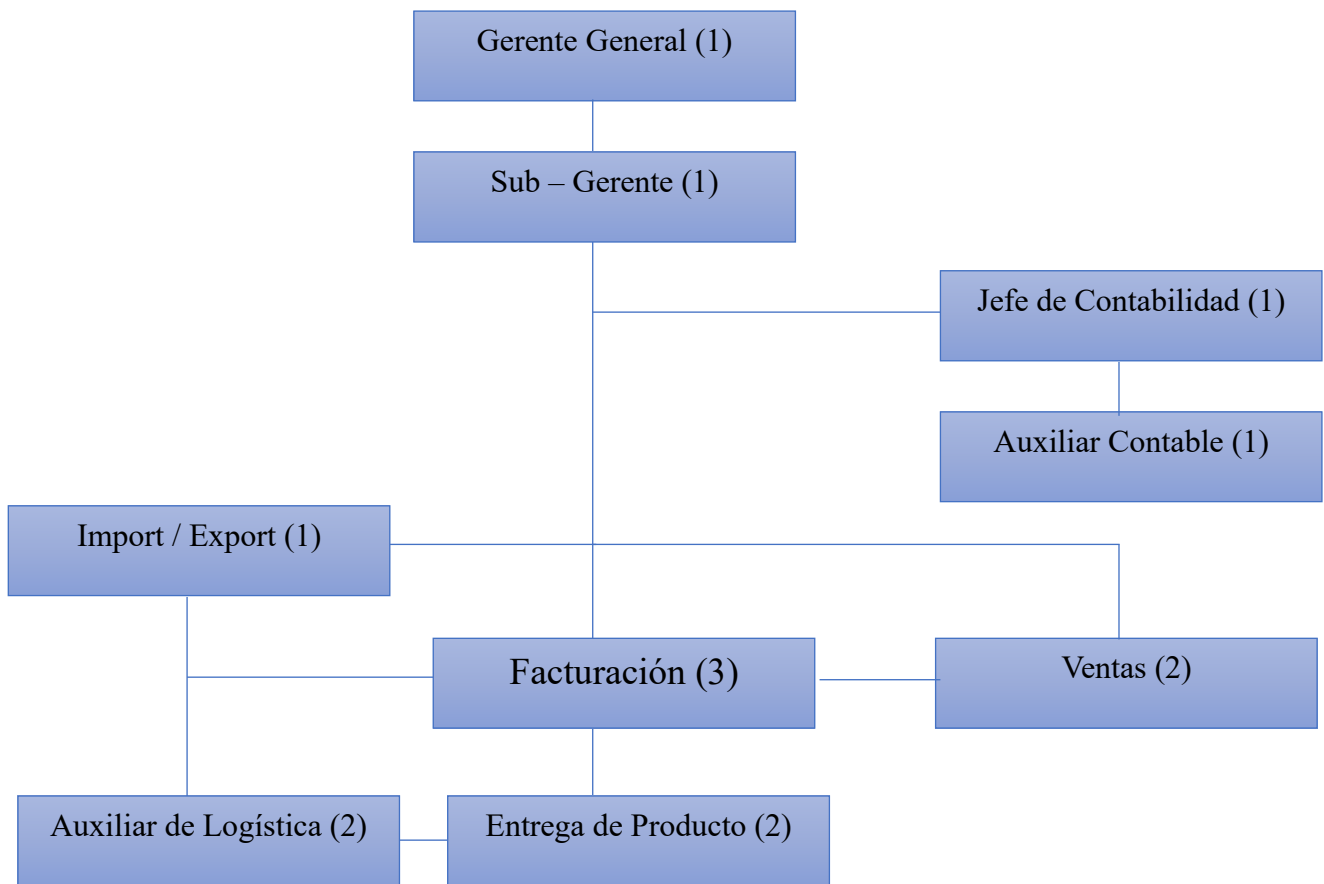 Gerente General (1)
Sub – Gerente (1)
Jefe de Contabilidad (1)
Auxiliar Contable (1)
Import / Export (1)
Facturación (3)
Ventas (2)
Auxiliar de Logística (2)
Entrega de Producto (2)